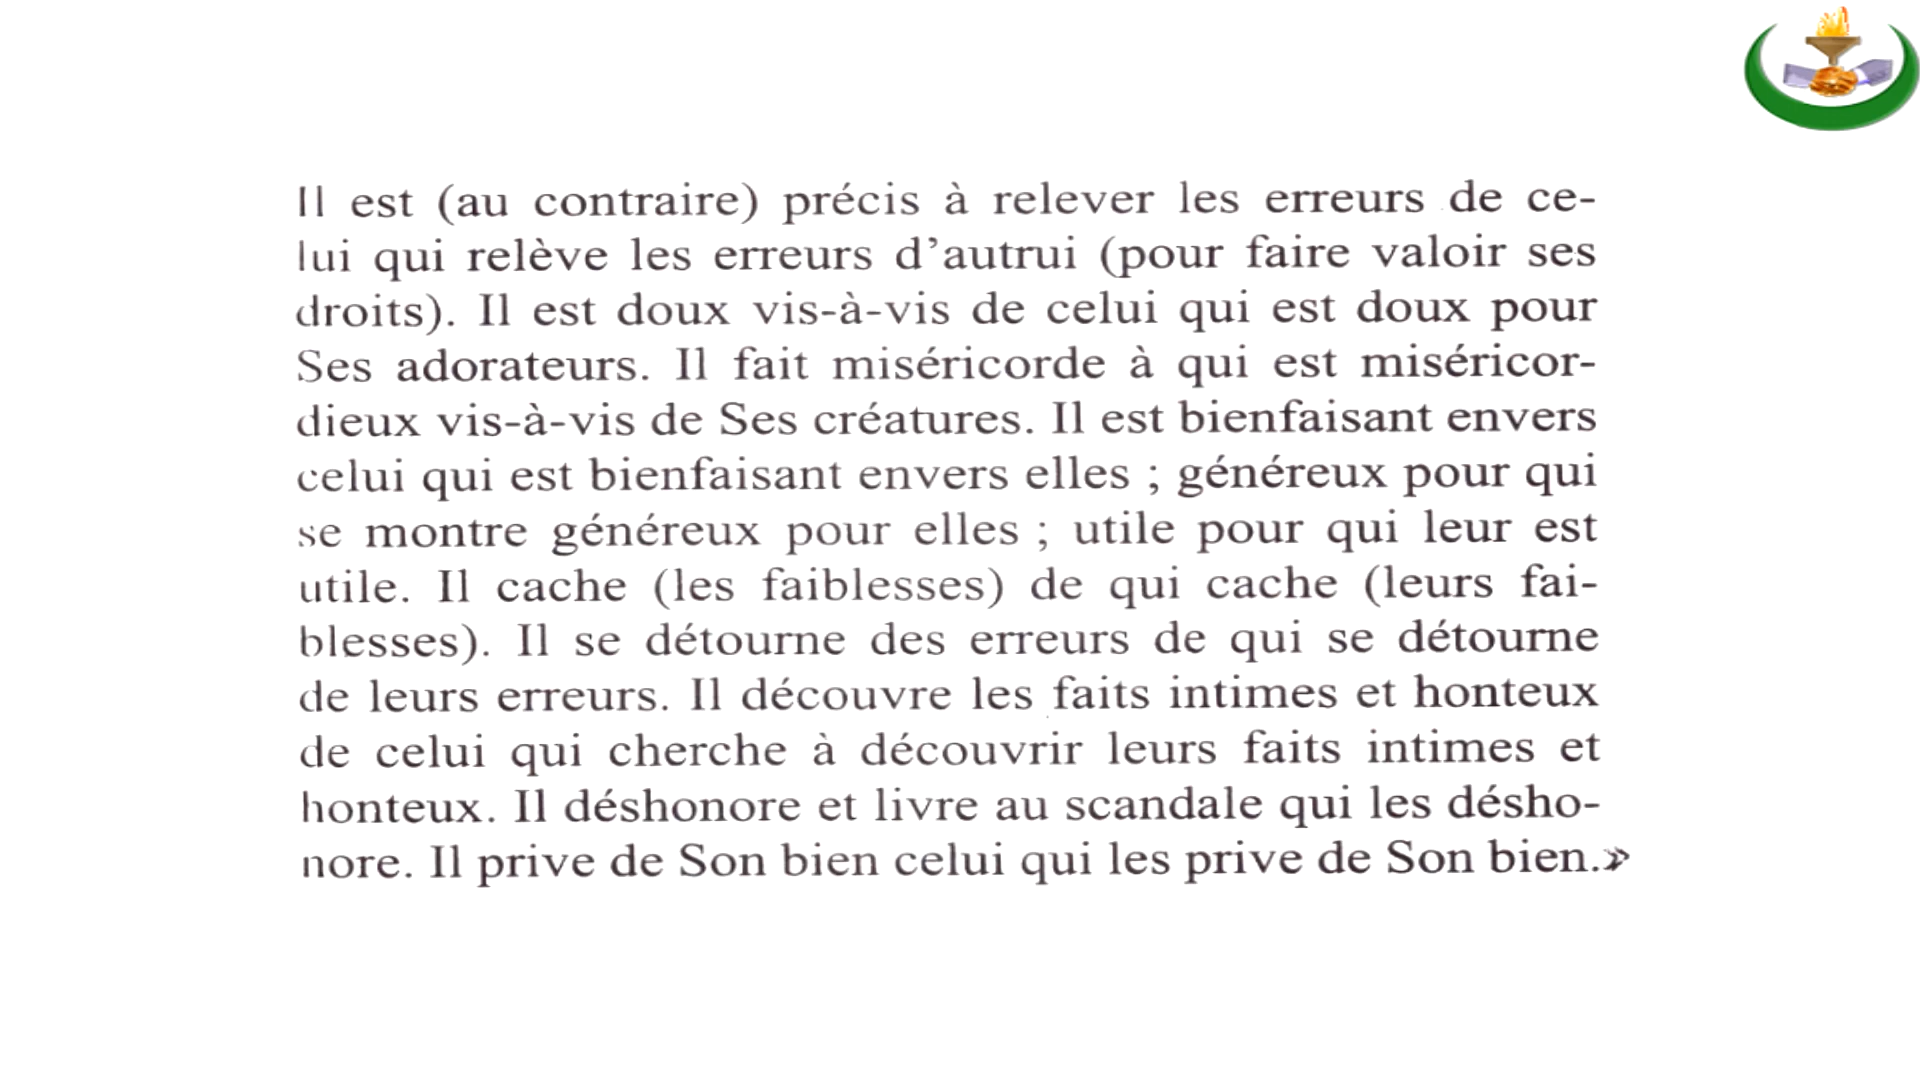 Il est (au contraire) précis à relever les erreurs de ce-
lui qui relève les erreurs d’autrui (pour faire valoir ses
droits). Il est doux vis-à-vis de celui qui est doux pour
Ses adorateurs. Il fait miséricorde à qui est miséricor-
dieux vis-à-vis de Ses créatures. Il est bienfaisant envers
celui qui est bienfaisant envers elles ; généreux pour qui
se montre généreux pour elles ; utile pour qui leur est
utile. Il cache (les faiblesses) de qui cache (leurs fai-
blesses). Il se détourne des erreurs de qui se détourne
de leurs erreurs. Il découvre les faits intimes et honteux
de celui qui cherche à découvrir leurs faits intimes et
honteux. Il déshonore et livre au scandale qui les désho-
nore. Il prive de Son bien celui qui les prive de Son bien.»